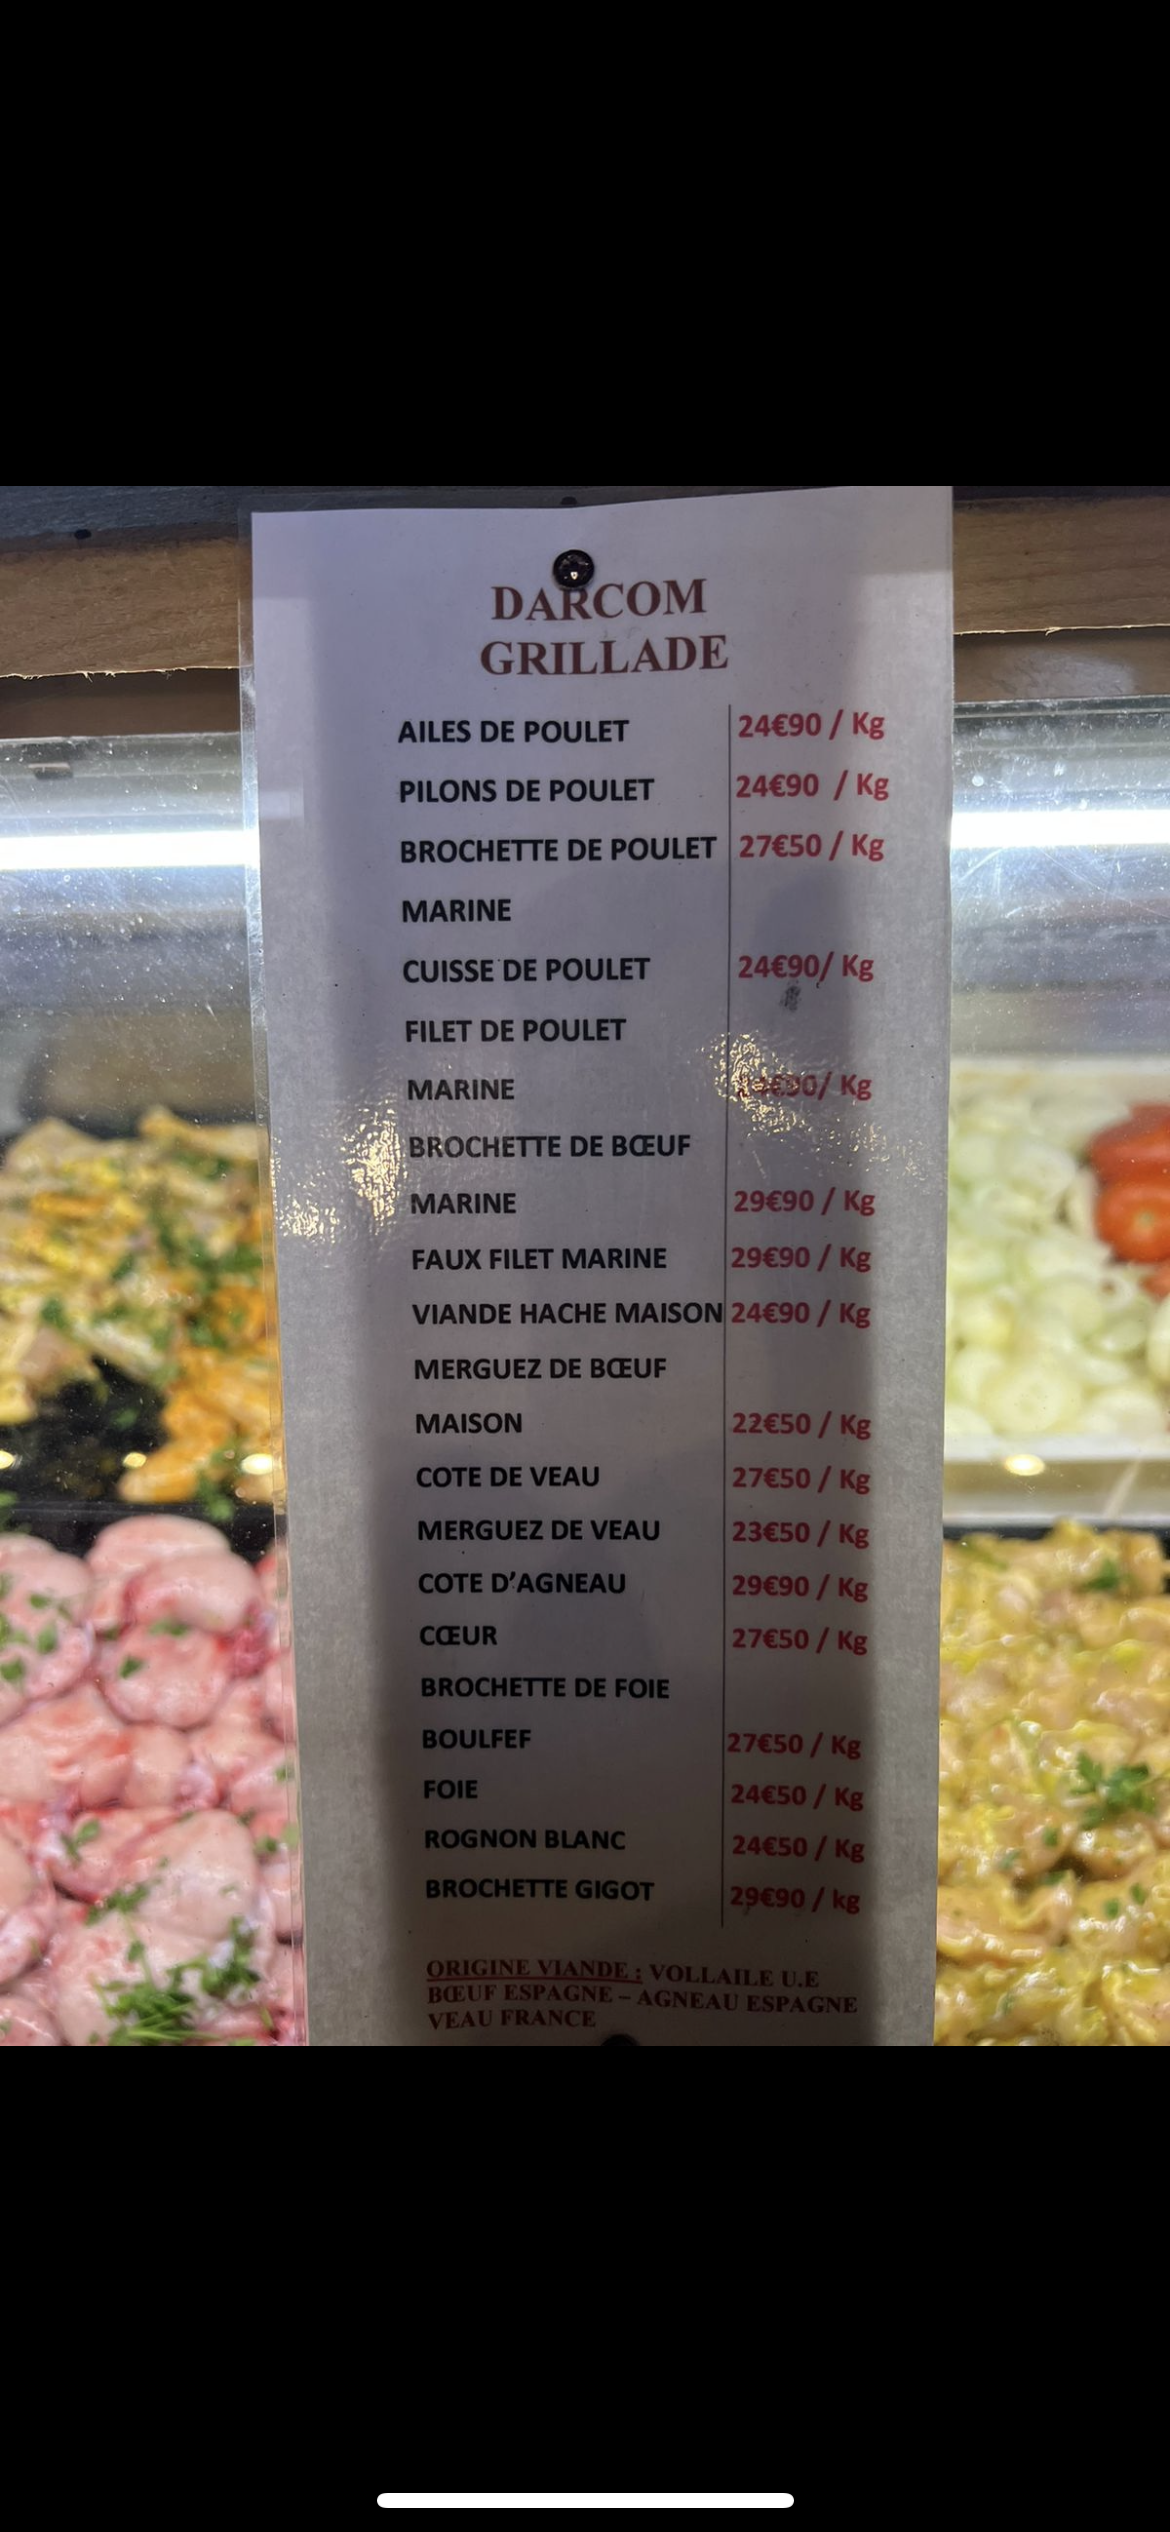 DARCOM
GRILLADE
AILES DE POULET 24€90 / Kg
PILONS DE POULET 24€90 / Kg
BROCHETTE DE POULET 27€50 / Kg
MARINE
CUISSE DE POULET 24€90/ Kg
FILET DE POULET
MARINE / Kg
BROCHETTE DE BŒUF
MARINE 29€90 / Kg
FAUX FILET MARINE 29€90 / Kg
VIANDE HACHE MAISON 24€90 / Kg
MERGUEZ DE BŒUF
MAISON 22€50 / Kg
COTE DE VEAU 27€50 / Kg
MERGUEZ DE VEAU 23€50 / Kg
COTE D'AGNEAU 29€90 / Kg
CŒUR 27€50 / Kg
BROCHETTE DE FOIE
BOULFEF 27€50 / Kg
FOIE 24€50 / Kg
ROGNON BLANC 24€50 / Kg
BROCHETTE GIGOT 29€90 / kg
ORIGINE VIANDE : VOLLAILE U.E
BŒUF ESPAGNE – AGNEAU ESPAGNE
VEAU FRANCE